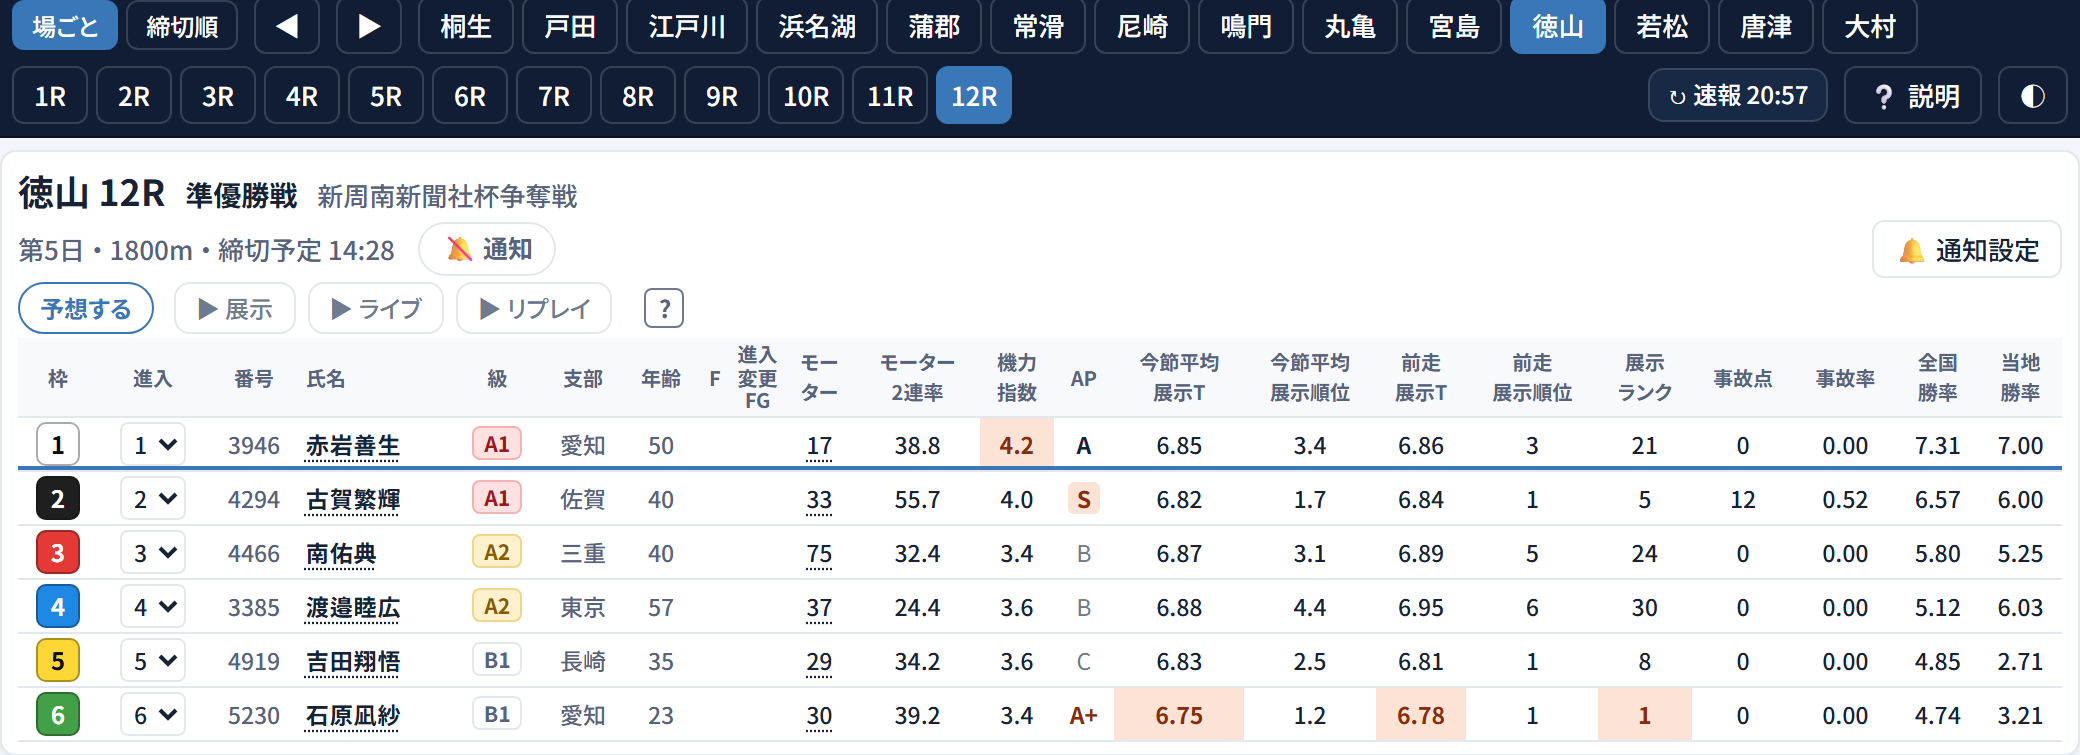 場ごと 締切順 ◀ ▶ 桐生 戸田 江戸川 浜名湖 蒲郡 常滑 尼崎 鳴門 丸亀 宮島 徳山 若松 唐津 大村
1R 2R 3R 4R 5R 6R 7R 8R 9R 10R 11R 12R ↻ 速報 20:57 ❔ 説明 ◐
徳山 12R 準優勝戦 新周南新聞社杯争奪戦
第5日・1800m・締切予定 14:28 🔕 通知 🔔 通知設定
予想する ▶ 展示 ▶ ライブ ▶ リプレイ ?
枠 進入 番号 氏名 級 支部 年齢 F 進入変更FG モーター モーター2連率 機力指数 AP 今節平均展示T 今節平均展示順位 前走展示T 前走展示順位 展示ランク 事故点 事故率 全国勝率 当地勝率
1 1 3946 赤岩善生 A1 愛知 50 17 38.8 4.2 A 6.85 3.4 6.86 3 21 0 0.00 7.31 7.00
2 2 4294 古賀繁輝 A1 佐賀 40 33 55.7 4.0 S 6.82 1.7 6.84 1 5 12 0.52 6.57 6.00
3 3 4466 南佑典 A2 三重 40 75 32.4 3.4 B 6.87 3.1 6.89 5 24 0 0.00 5.80 5.25
4 4 3385 渡邉睦広 A2 東京 57 37 24.4 3.6 B 6.88 4.4 6.95 6 30 0 0.00 5.12 6.03
5 5 4919 吉田翔悟 B1 長崎 35 29 34.2 3.6 C 6.83 2.5 6.81 1 8 0 0.00 4.85 2.71
6 6 5230 石原凪紗 B1 愛知 23 30 39.2 3.4 A+ 6.75 1.2 6.78 1 1 0 0.00 4.74 3.21